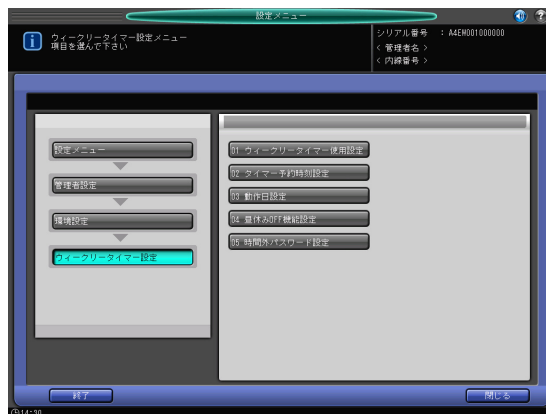 設定メニュー
ウィークリータイマー設定メニュー
項目を選んで下さい
シリアル番号 : A4EW001000000
< 管理者名 >
< 内線番号 >
設定メニュー
管理者設定
環境設定
ウィークリータイマー設定
01 ウィークリータイマー使用設定
02 タイマー予約時刻設定
03 動作日設定
04 昼休みOFF機能設定
05 時間外パスワード設定
終了
閉じる
14:30